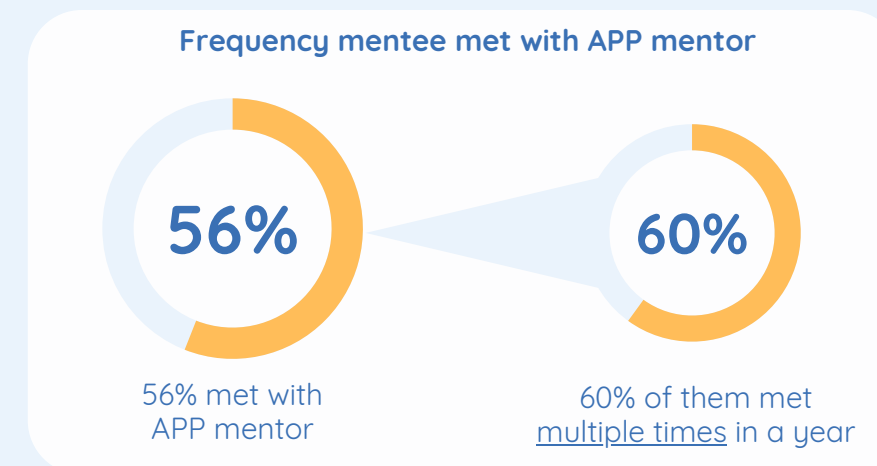 Frequency mentee met with APP mentor
56%
60%
56% met with
APP mentor
60% of them met
multiple times in a year